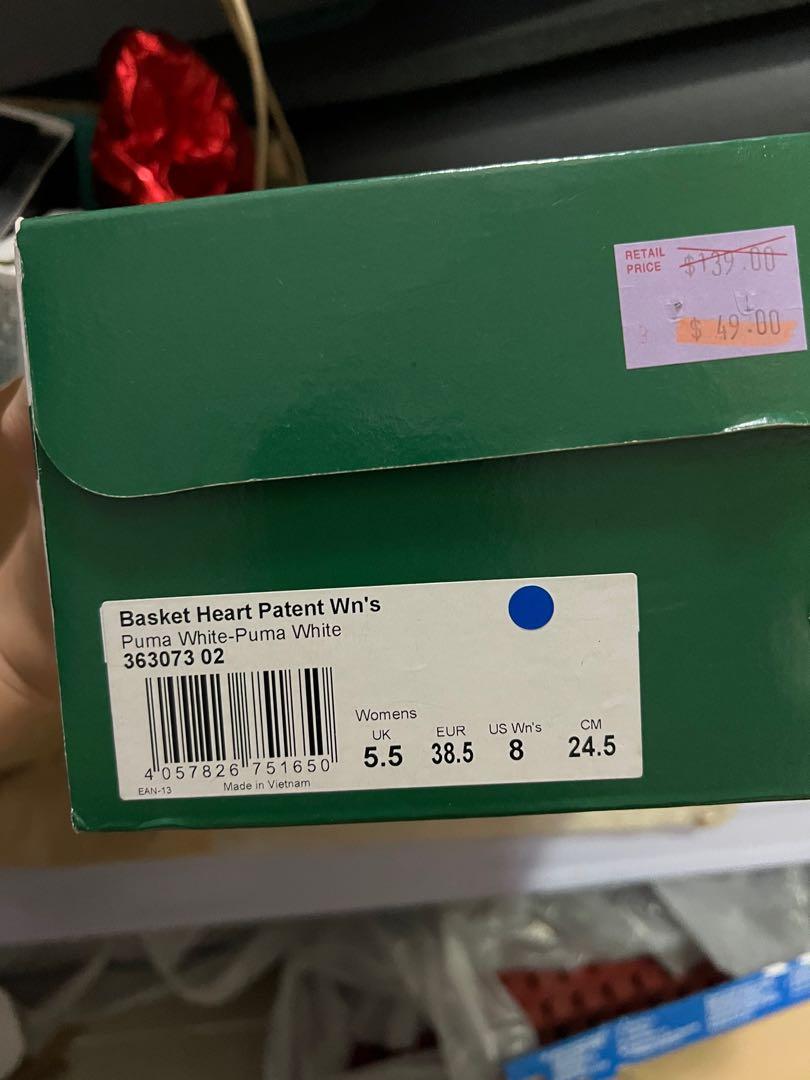 RETAIL
PRICE
$139.00
$ 49.00
Basket Heart Patent Wn's
Puma White-Puma White
363073 02
4 057826 751650
EAN-13
Made in Vietnam
Womens
UK EUR US Wn's CM
5.5 38.5 8 24.5